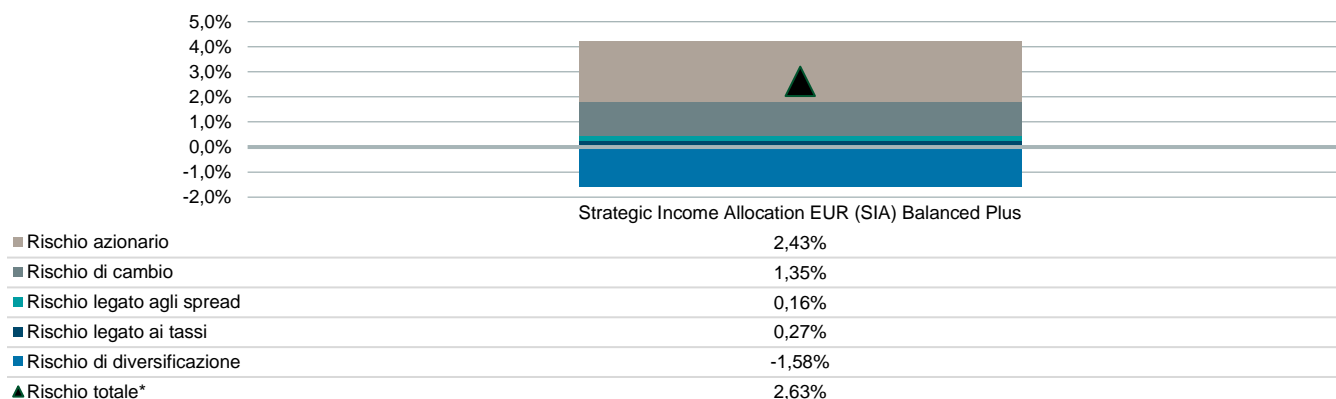 5,0%
4,0%
3,0%
2,0%
1,0%
0,0%
-1,0%
-2,0%
Strategic Income Allocation EUR (SIA) Balanced Plus
Rischio azionario 2,43%
Rischio di cambio 1,35%
Rischio legato agli spread 0,16%
Rischio legato ai tassi 0,27%
Rischio di diversificazione -1,58%
Rischio totale* 2,63%